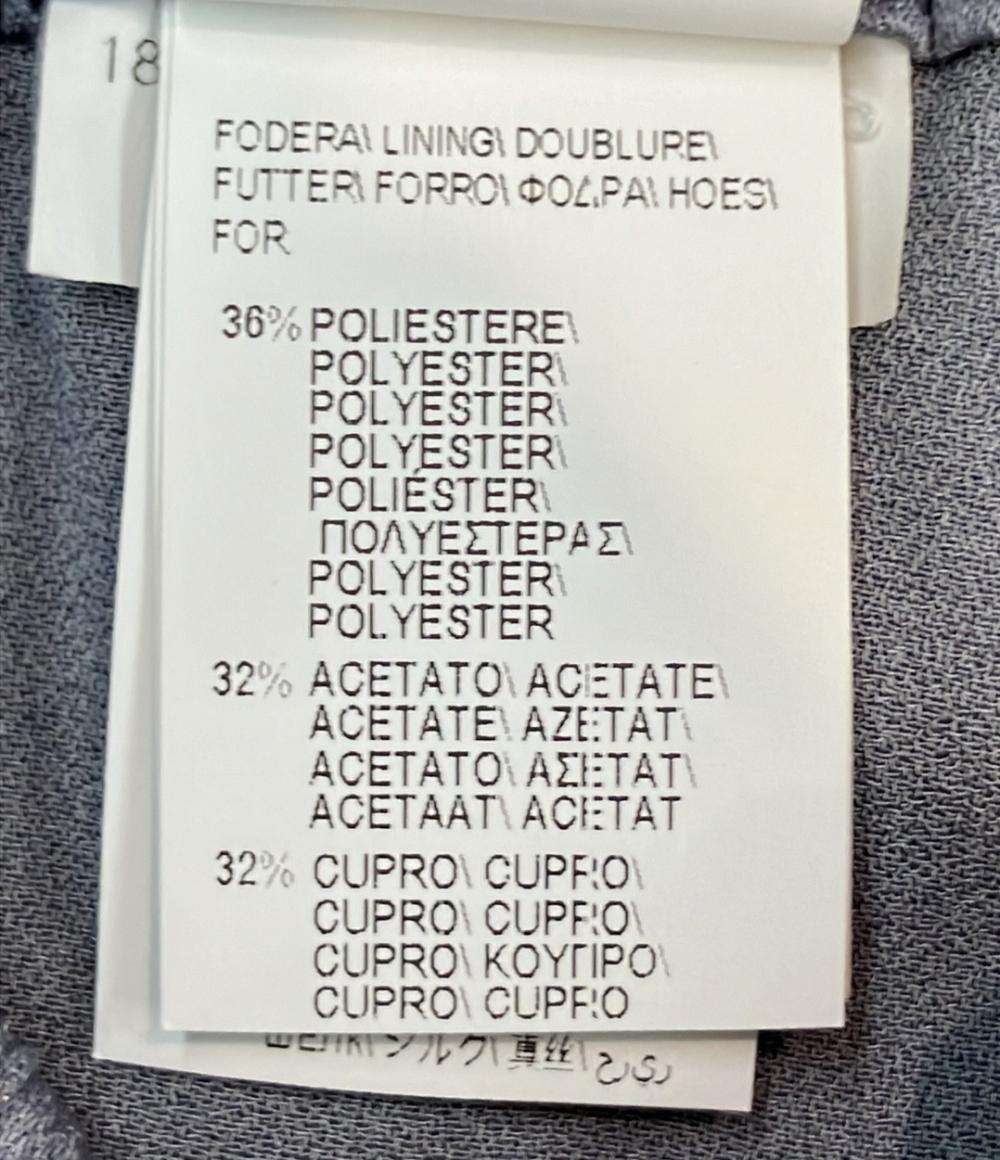 18
FODERA\ LINING\ DOUBLURE\
FUTTER\ FORRO\ ΦΟΔΡΑ\ HOES\
FOR
36% POLIESTERE\
POLYESTER\
POLYESTER\
POLYESTER\
POLIÉSTER\
ΠΟΛΥΕΣΤΕΡΑΣ\
POLYESTER\
POLYESTER
32% ACETATO\ ACETATE\
ACETATE\ AZETAT\
ACETATO\ ΑΣΕΤΑΤ\
ACETAAT\ ACETAT
32% CUPRO\ CUPRO\
CUPRO\ CUPRO\
CUPRO\ ΚΟΥΠΡΟ\
CUPRO\ CUPRO
シルク\ 真丝\